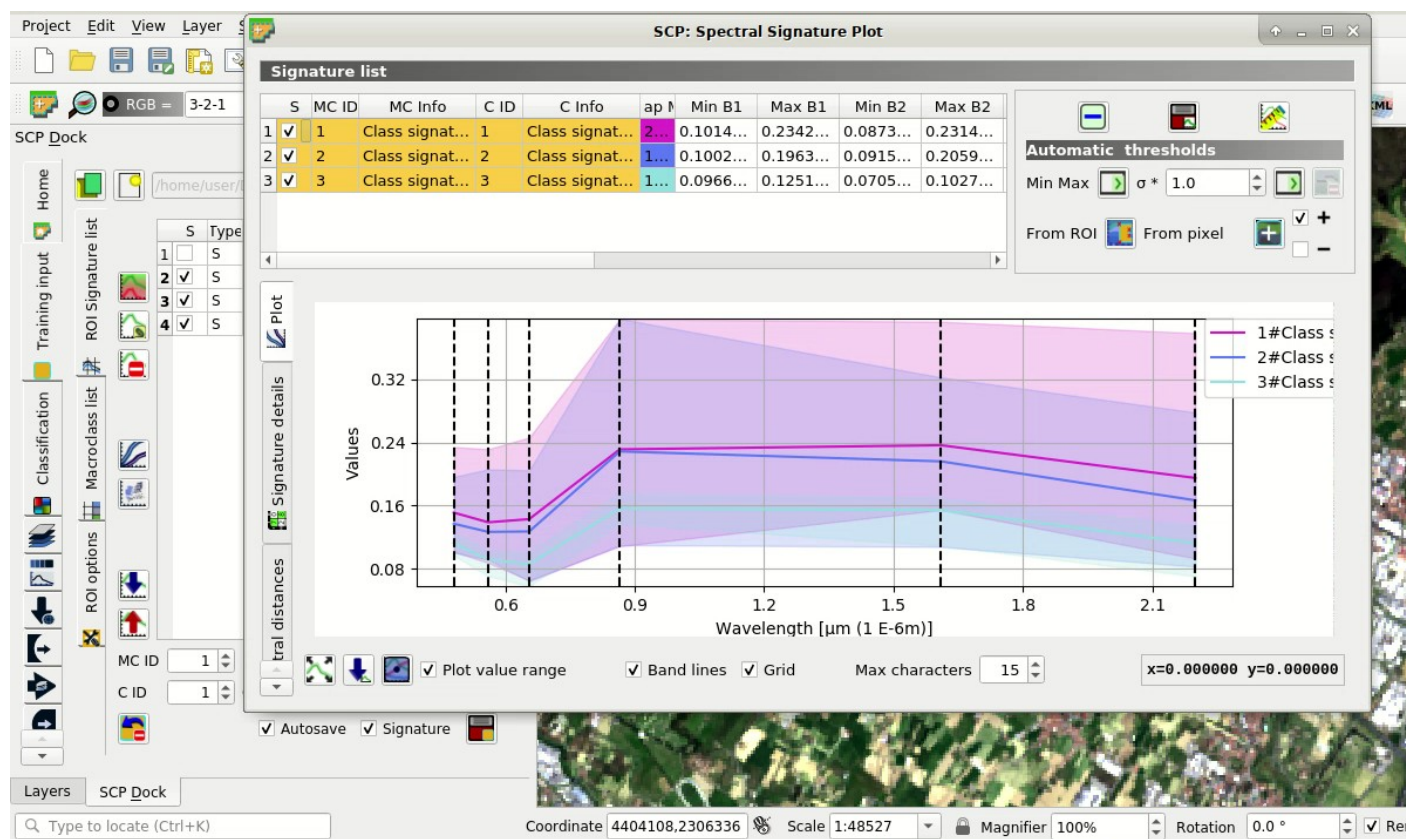 Project Edit View Layer
SCP: Spectral Signature Plot
RGB = 3-2-1
SCP Dock
Signature list
S MC ID MC Info C ID C Info Min B1 Max B1 Min B2 Max B2
1 1 Class signat... 1 Class signat... 2... 0.1014... 0.2342... 0.0873... 0.2314...
2 2 Class signat... 2 Class signat... 1... 0.1002... 0.1963... 0.0915... 0.2059...
3 3 Class signat... 3 Class signat... 1... 0.0966... 0.1251... 0.0705... 0.1027...
Automatic thresholds
Min Max σ * 1.0
From ROI From pixel + −
Home
Training input
Classification
ROI Signature list
Macroclass list
ROI options
S Type
1 S
2 S
3 S
4 S
MC ID 1
C ID 1
Autosave Signature
Plot
Signature details
tral distances
0.32
0.24
0.16
0.08
Values
0.6 0.9 1.2 1.5 1.8 2.1
Wavelength [μm (1 E-6m)]
1#Class s
2#Class s
3#Class s
Plot value range Band lines Grid Max characters 15 x=0.000000 y=0.000000
Layers SCP Dock
Type to locate (Ctrl+K) Coordinate 4404108,2306336 Scale 1:48527 Magnifier 100% Rotation 0.0 °